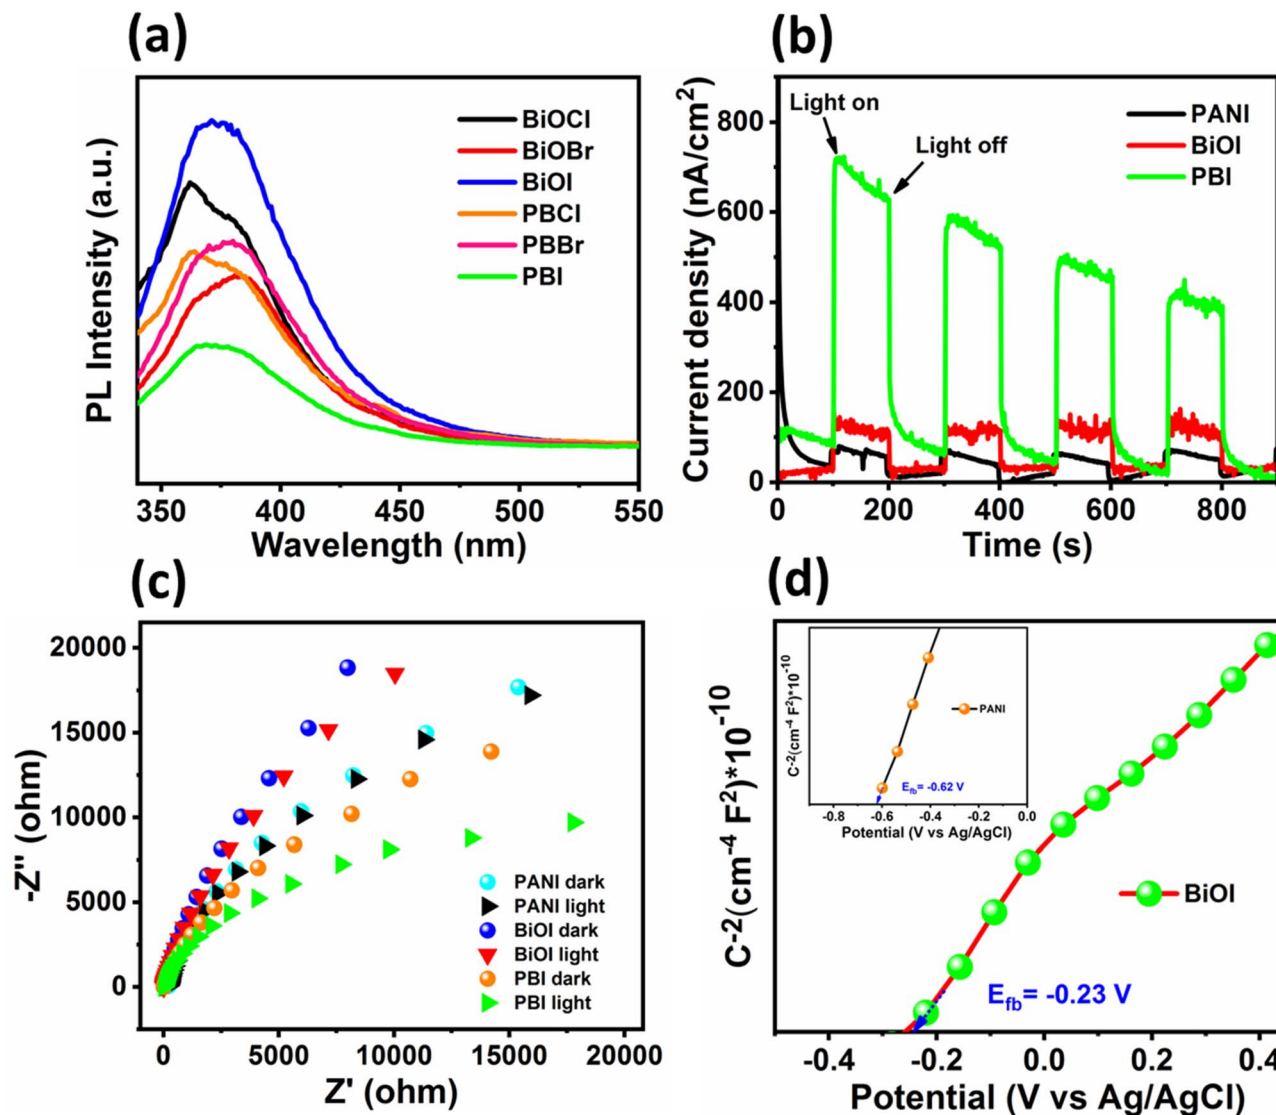 (a)
PL Intensity (a.u.)
BiOCl
BiOBr
BiOI
PBCl
PBBr
PBI
350 400 450 500 550
Wavelength (nm)
(b)
Current density (nA/cm²)
800
600
400
200
0
Light on
Light off
PANI
BiOI
PBI
0 200 400 600 800
Time (s)
(c)
-Z'' (ohm)
20000
15000
10000
5000
0
PANI dark
PANI light
BiOI dark
BiOI light
PBI dark
PBI light
0 5000 10000 15000 20000
Z' (ohm)
(d)
C⁻²(cm⁻⁴ F²)*10⁻¹⁰
C⁻²(cm⁻⁴ F²)*10⁻¹⁰
PANI
E_fb= -0.62 V
-0.8 -0.6 -0.4 -0.2 0.0
Potential (V vs Ag/AgCl)
BiOI
E_fb= -0.23 V
-0.4 -0.2 0.0 0.2 0.4
Potential (V vs Ag/AgCl)